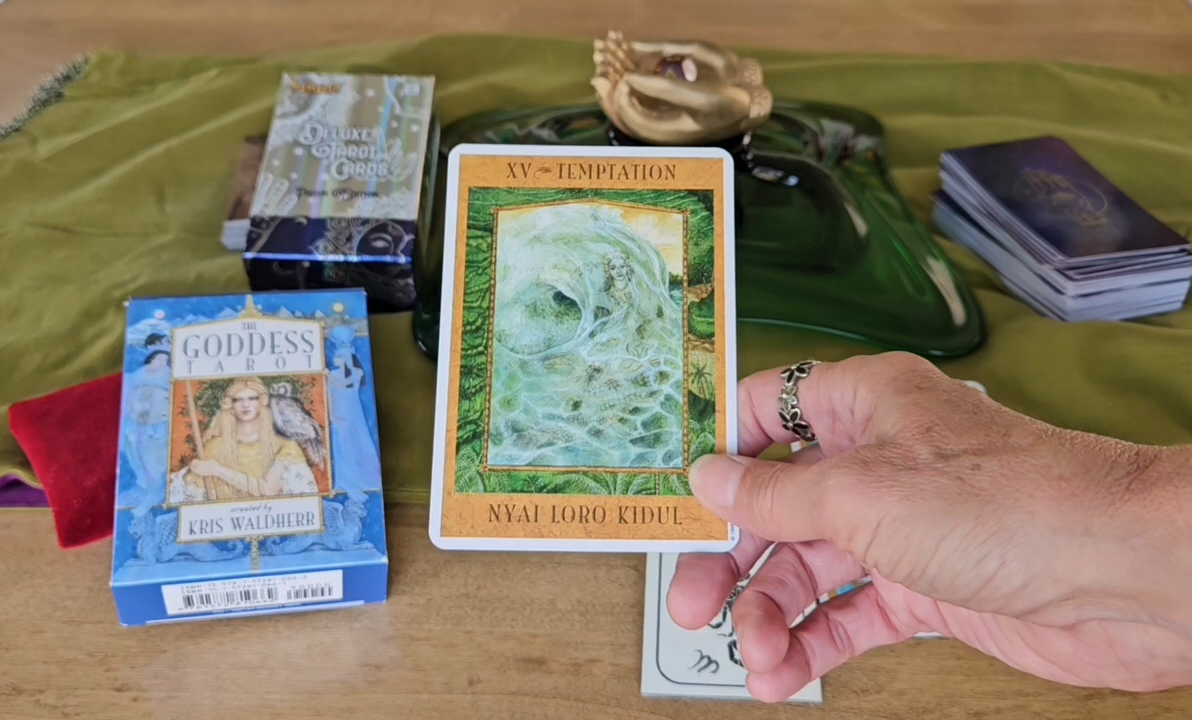 DELUXE
TAROT
CARDS
XV TEMPTATION
NYAI LORO KIDUL
THE
GODDESS
TAROT
created by
KRIS WALDHERR